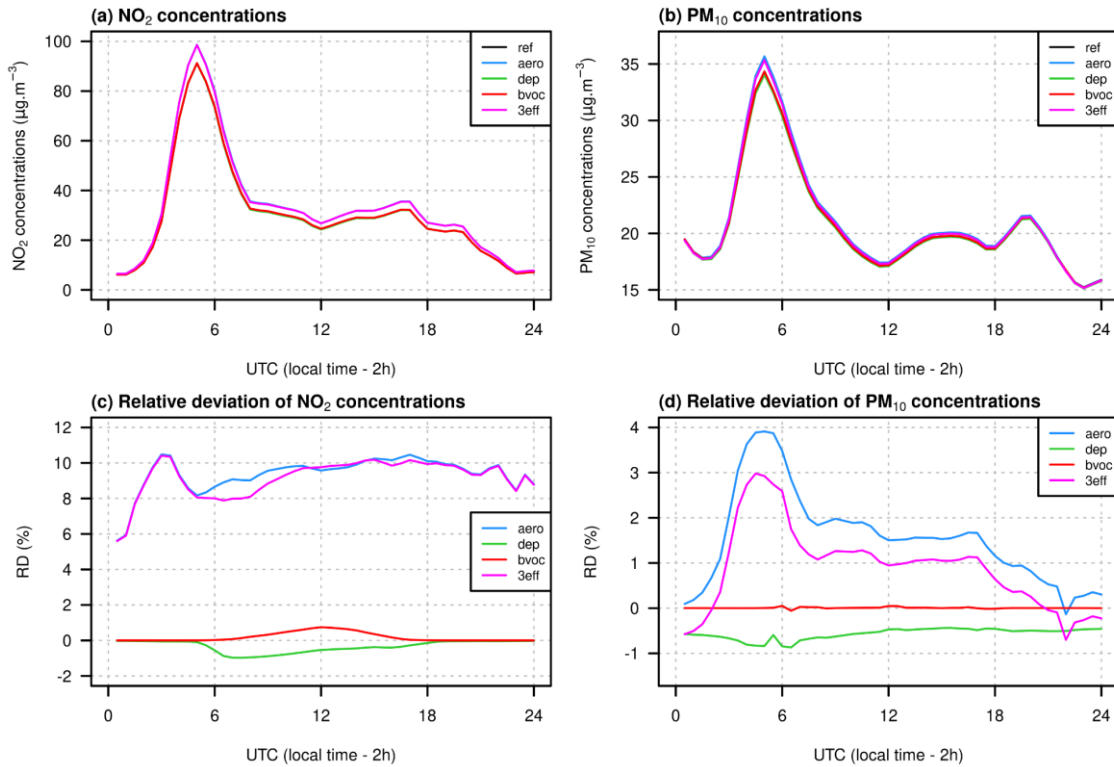 (a) NO₂ concentrations
NO₂ concentrations (µg.m⁻³)
100
80
60
40
20
0
ref
aero
dep
bvoc
3eff
0 6 12 18 24
UTC (local time - 2h)
(b) PM₁₀ concentrations
PM₁₀ concentrations (µg.m⁻³)
35
30
25
20
15
ref
aero
dep
bvoc
3eff
0 6 12 18 24
UTC (local time - 2h)
(c) Relative deviation of NO₂ concentrations
RD (%)
12
10
8
6
4
2
0
-2
aero
dep
bvoc
3eff
0 6 12 18 24
UTC (local time - 2h)
(d) Relative deviation of PM₁₀ concentrations
RD (%)
4
3
2
1
0
-1
aero
dep
bvoc
3eff
0 6 12 18 24
UTC (local time - 2h)